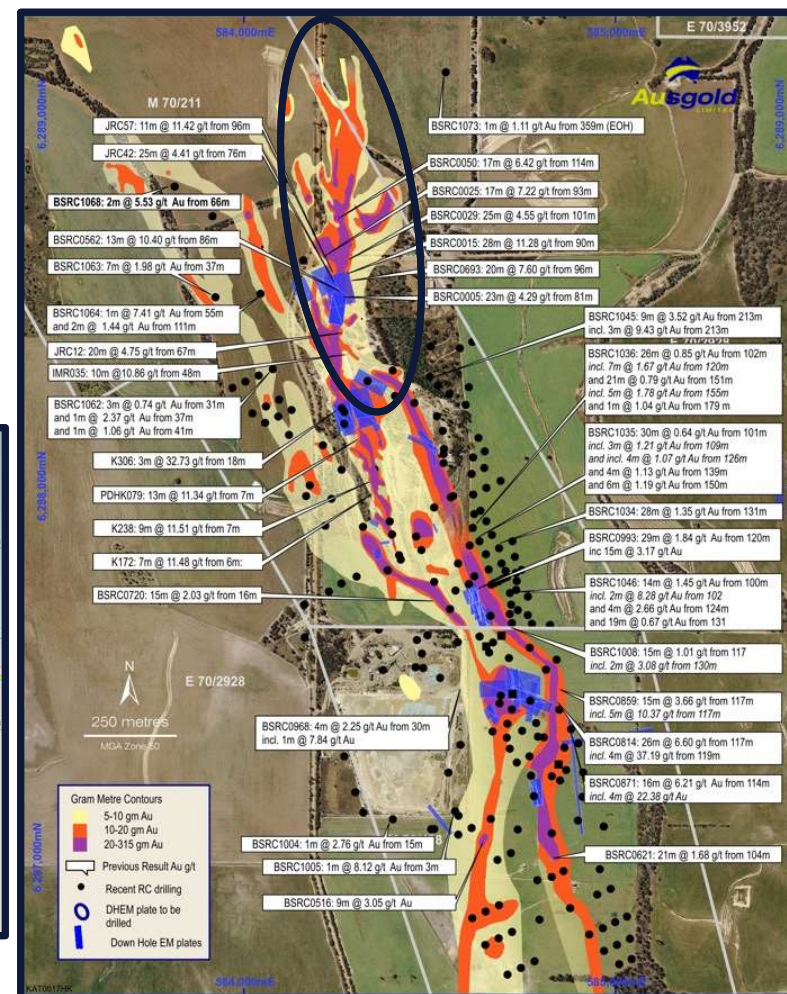 584,000mE
585,000mE
E 70/3952
6,289,000mN
M 70/211
Ausgold
LIMITED
JRC57: 11m @ 11.42 g/t from 96m
JRC42: 25m @ 4.41 g/t from 76m
BSRC1068: 2m @ 5.53 g/t Au from 66m
BSRC0562: 13m @ 10.40 g/t from 86m
BSRC1063: 7m @ 1.98 g/t Au from 37m
BSRC1064: 1m @ 7.41 g/t Au from 55m
and 2m @ 1.44 g/t Au from 111m
JRC12: 20m @ 4.75 g/t from 67m
IMR035: 10m @10.86 g/t from 48m
BSRC1062: 3m @ 0.74 g/t Au from 31m
and 1m @ 2.37 g/t Au from 37m
and 1m @ 1.06 g/t Au from 41m
K306: 3m @ 32.73 g/t from 18m
PDHK079: 13m @ 11.34 g/t from 7m
K238: 9m @ 11.51 g/t from 7m
K172: 7m @ 11.48 g/t from 6m:
BSRC0720: 15m @ 2.03 g/t from 16m
BSRC1073: 1m @ 1.11 g/t Au from 359m (EOH)
BSRC0050: 17m @ 6.42 g/t from 114m
BSRC0025: 17m @ 7.22 g/t from 93m
BSRC0029: 25m @ 4.55 g/t from 101m
BSRC0015: 28m @ 11.28 g/t from 90m
BSRC0693: 20m @ 7.60 g/t from 96m
BSRC0005: 23m @ 4.29 g/t from 81m
BSRC1045: 9m @ 3.52 g/t Au from 213m
incl. 3m @ 9.43 g/t Au from 213m
BSRC1036: 26m @ 0.85 g/t Au from 102m
incl. 7m @ 1.67 g/t Au from 120m
and 21m @ 0.79 g/t Au from 151m
incl. 5m @ 1.78 g/t Au from 155m
and 1m @ 1.04 g/t Au from 179 m
BSRC1035: 30m @ 0.64 g/t Au from 101m
incl. 3m @ 1.21 g/t Au from 109m
and incl. 4m @ 1.07 g/t Au from 126m
and 4m @ 1.13 g/t Au from 139m
and 6m @ 1.19 g/t Au from 150m
6,288,000mN
BSRC1034: 28m @ 1.35 g/t Au from 131m
BSRC0993: 29m @ 1.84 g/t Au from 120m
inc 15m @ 3.17 g/t Au
BSRC1046: 14m @ 1.45 g/t Au from 100m
incl. 2m @ 8.28 g/t Au from 102
and 4m @ 2.66 g/t Au from 124m
and 19m @ 0.67 g/t Au from 131
BSRC1008: 15m @ 1.01 g/t from 117
incl. 2m @ 3.08 g/t from 130m
BSRC0859: 15m @ 3.66 g/t from 117m
incl. 5m @ 10.37 g/t from 117m
BSRC0814: 26m @ 6.60 g/t from 117m
incl. 4m @ 37.19 g/t from 119m
BSRC0871: 16m @ 6.21 g/t Au from 114m
incl. 4m @ 22.38 g/t Au
BSRC0621: 21m @ 1.68 g/t from 104m
N
E 70/2928
250 metres
MGA Zone 50
BSRC0968: 4m @ 2.25 g/t Au from 30m
incl. 1m @ 7.84 g/t Au
BSRC1004: 1m @ 2.76 g/t Au from 15m
BSRC1005: 1m @ 8.12 g/t Au from 3m
BSRC0516: 9m @ 3.05 g/t Au
6,287,000mN
Gram Metre Contours
5-10 gm Au
10-20 gm Au
20-315 gm Au
Previous Result Au g/t
Recent RC drilling
DHEM plate to be
drilled
Down Hole EM plates
KAT0617HK
584,000mE
585,000mE